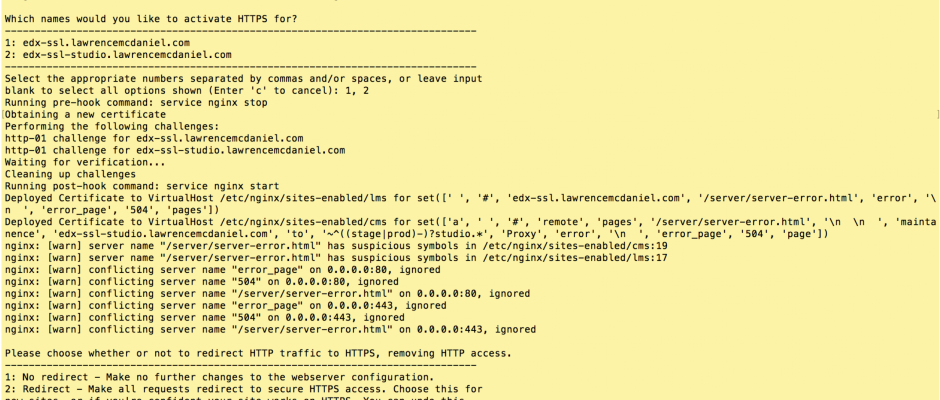 Which names would you like to activate HTTPS for?
-------------------------------------------------------------------------------
1: edx-ssl.lawrencemcdaniel.com
2: edx-ssl-studio.lawrencemcdaniel.com
-------------------------------------------------------------------------------
Select the appropriate numbers separated by commas and/or spaces, or leave input
blank to select all options shown (Enter 'c' to cancel): 1, 2
Running pre-hook command: service nginx stop
Obtaining a new certificate
Performing the following challenges:
http-01 challenge for edx-ssl.lawrencemcdaniel.com
http-01 challenge for edx-ssl-studio.lawrencemcdaniel.com
Waiting for verification...
Cleaning up challenges
Running post-hook command: service nginx start
Deployed Certificate to VirtualHost /etc/nginx/sites-enabled/lms for set([' ', '#', 'edx-ssl.lawrencemcdaniel.com', '/server/server-error.html', 'error', '\
n  ', 'error_page', '504', 'pages'])
Deployed Certificate to VirtualHost /etc/nginx/sites-enabled/cms for set(['a', ' ', '#', 'remote', 'pages', '/server/server-error.html', '\n  \n  ', 'mainta
nence', 'edx-ssl-studio.lawrencemcdaniel.com', 'to', '~^((stage|prod)-)?studio.*', 'Proxy', 'error', '\n  ', 'error_page', '504', 'page'])
nginx: [warn] server name "/server/server-error.html" has suspicious symbols in /etc/nginx/sites-enabled/cms:19
nginx: [warn] server name "/server/server-error.html" has suspicious symbols in /etc/nginx/sites-enabled/lms:17
nginx: [warn] conflicting server name "error_page" on 0.0.0.0:80, ignored
nginx: [warn] conflicting server name "504" on 0.0.0.0:80, ignored
nginx: [warn] conflicting server name "/server/server-error.html" on 0.0.0.0:80, ignored
nginx: [warn] conflicting server name "error_page" on 0.0.0.0:443, ignored
nginx: [warn] conflicting server name "504" on 0.0.0.0:443, ignored
nginx: [warn] conflicting server name "/server/server-error.html" on 0.0.0.0:443, ignored
Please choose whether or not to redirect HTTP traffic to HTTPS, removing HTTP access.
-------------------------------------------------------------------------------
1: No redirect - Make no further changes to the webserver configuration.
2: Redirect - Make all requests redirect to secure HTTPS access. Choose this for